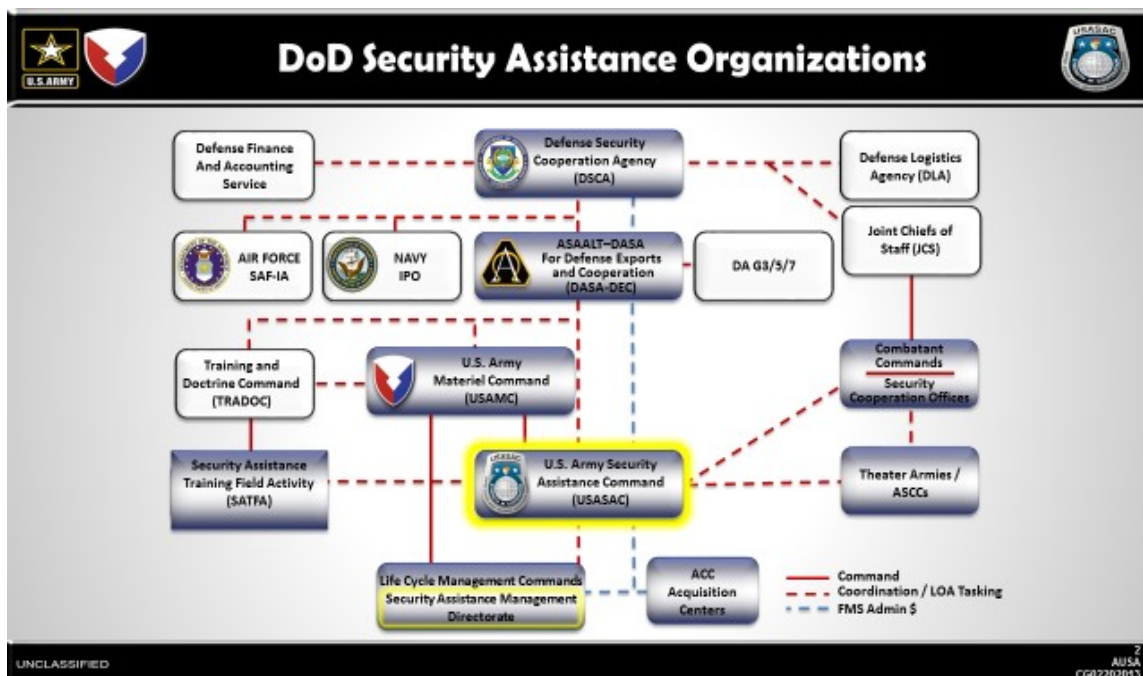 DoD Security Assistance Organizations
U.S.ARMY
USASAC
Defense Finance
And Accounting
Service
Defense Security
Cooperation Agency
(DSCA)
Defense Logistics
Agency (DLA)
Joint Chiefs of
Staff (JCS)
AIR FORCE
SAF-IA
NAVY
IPO
ASAALT–DASA
For Defense Exports
and Cooperation
(DASA-DEC)
DA G3/5/7
Training and
Doctrine Command
(TRADOC)
U.S. Army
Materiel Command
(USAMC)
Combatant
Commands
Security
Cooperation Offices
Security Assistance
Training Field Activity
(SATFA)
U.S. Army Security
Assistance Command
(USASAC)
Theater Armies /
ASCCs
Life Cycle Management Commands
Security Assistance Management
Directorate
ACC
Acquisition
Centers
Command
Coordination / LOA Tasking
FMS Admin $
UNCLASSIFIED
2
AUSA
CG02202013